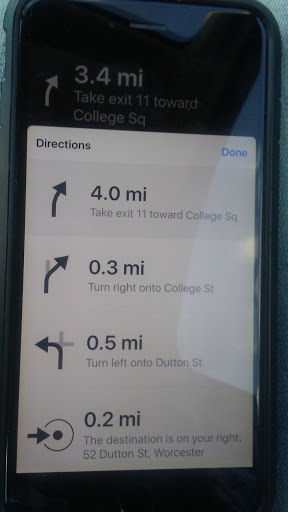 3.4 mi
Take exit 11 toward
College Sq
Directions
Done
4.0 mi
Take exit 11 toward College Sq
0.3 mi
Turn right onto College St
0.5 mi
Turn left onto Dutton St
0.2 mi
The destination is on your right:
52 Dutton St, Worcester